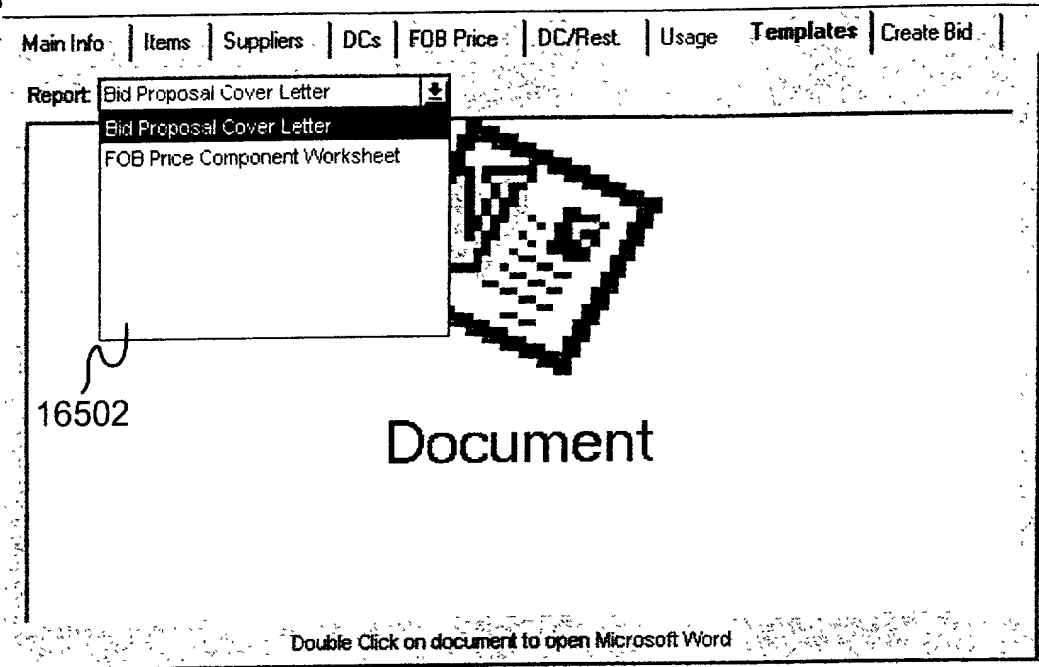 Main Info Items Suppliers DCs FOB Price DC/Rest. Usage Templates Create Bid
Report: Bid Proposal Cover Letter
Bid Proposal Cover Letter
FOB Price Component Worksheet
16502
Document
Double Click on document to open Microsoft Word